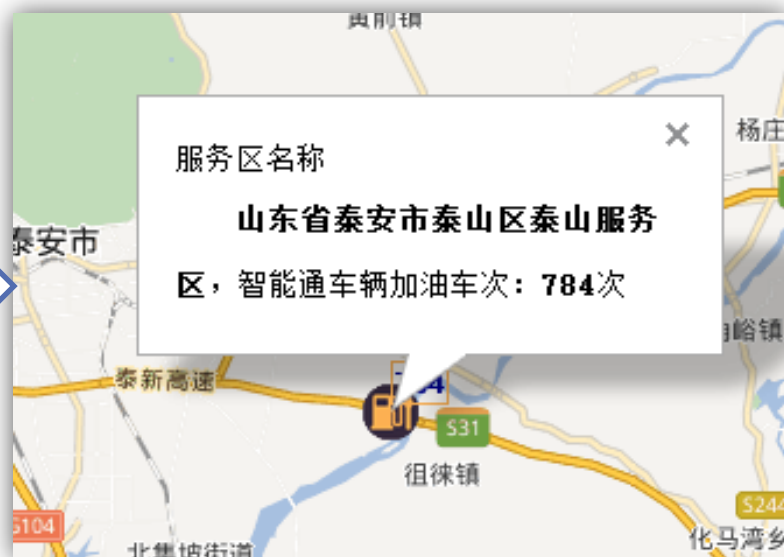 黄前镇
杨庄
服务区名称
山东省泰安市泰山区泰山服务
区，智能通车辆加油车次：784次
泰安市
峪镇
泰新高速
S31
徂徕镇
S104
S244
北集坡街道
化马湾乡